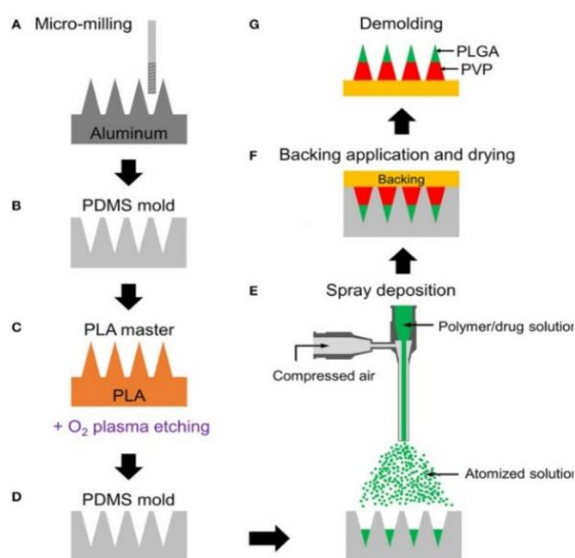 A
Micro-milling
Aluminum
B
PDMS mold
C
PLA master
PLA
+ O₂ plasma etching
D
PDMS mold
E
Spray deposition
Polymer/drug solution
Compressed air
Atomized solution
F
Backing application and drying
Backing
G
Demolding
PLGA
PVP